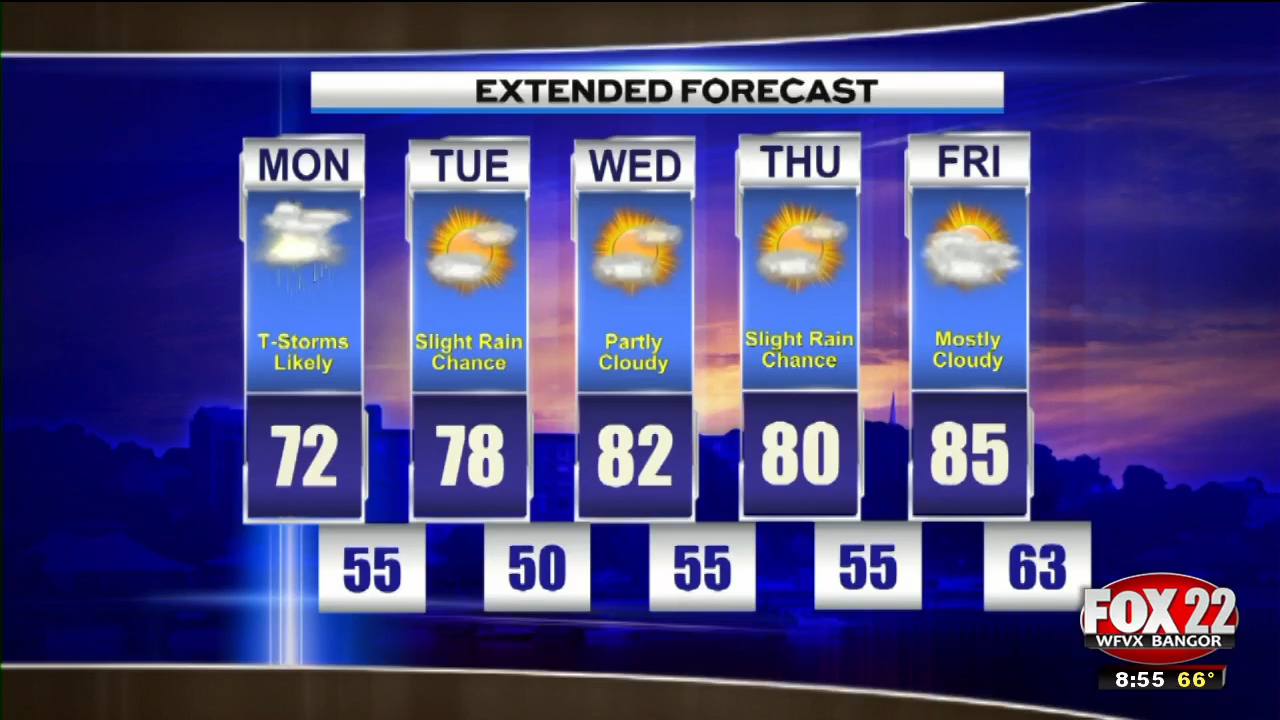 EXTENDED FORECAST
MON TUE WED THU FRI
T-Storms Likely
Slight Rain Chance
Partly Cloudy
Slight Rain Chance
Mostly Cloudy
72 78 82 80 85
55 50 55 55 63
FOX 22
WFVX BANGOR
8:55 66°